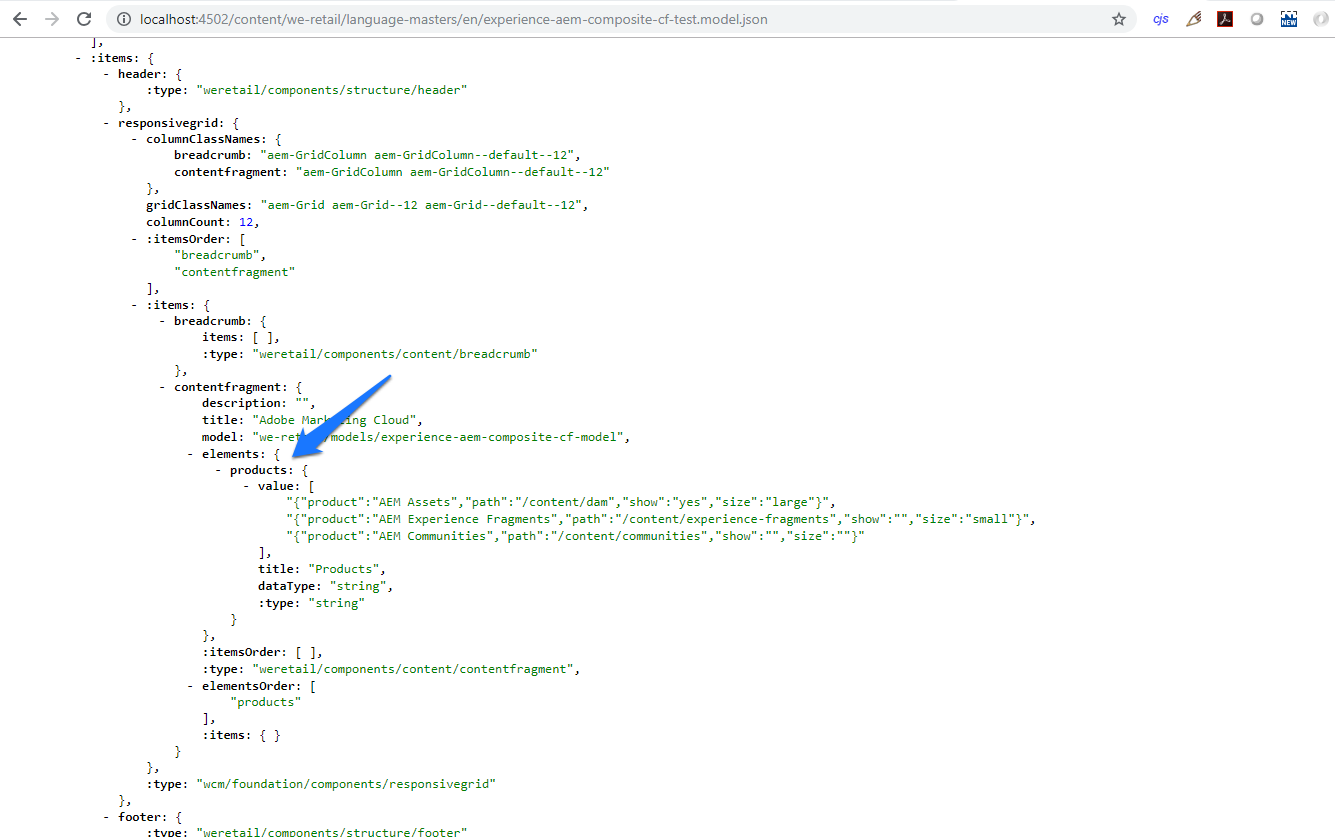 localhost:4502/content/we-retail/language-masters/en/experience-aem-composite-cf-test.model.json
cjs
NEW
],
- :items: {
- header: {
:type: "weretail/components/structure/header"
},
- responsivegrid: {
- columnClassNames: {
breadcrumb: "aem-GridColumn aem-GridColumn--default--12",
contentfragment: "aem-GridColumn aem-GridColumn--default--12"
},
gridClassNames: "aem-Grid aem-Grid--12 aem-Grid--default--12",
columnCount: 12,
- :itemsOrder: [
"breadcrumb",
"contentfragment"
],
- :items: {
- breadcrumb: {
items: [ ],
:type: "weretail/components/content/breadcrumb"
},
- contentfragment: {
description: "",
title: "Adobe Marketing Cloud",
model: "we-retail/models/experience-aem-composite-cf-model",
- elements: {
- products: {
- value: [
"{"product":"AEM Assets","path":"/content/dam","show":"yes","size":"large"}",
"{"product":"AEM Experience Fragments","path":"/content/experience-fragments","show":"","size":"small"}",
"{"product":"AEM Communities","path":"/content/communities","show":"","size":""}"
],
title: "Products",
dataType: "string",
:type: "string"
}
},
:itemsOrder: [ ],
:type: "weretail/components/content/contentfragment",
- elementsOrder: [
"products"
],
:items: { }
}
},
:type: "wcm/foundation/components/responsivegrid"
},
- footer: {
:type: "weretail/components/structure/footer"